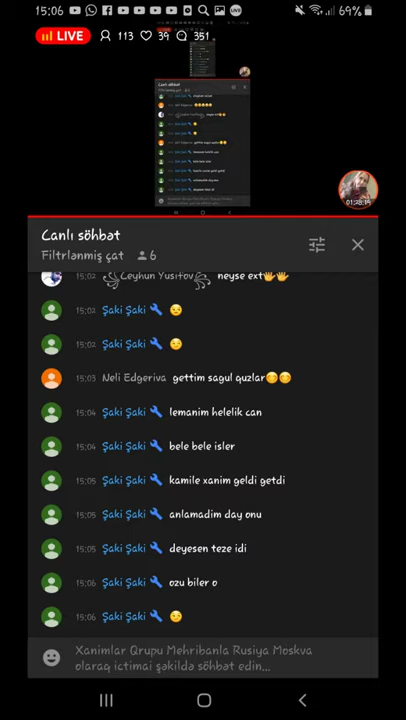 15:06
69%
LIVE 113 39 351
01:28:19
Canlı söhbət
Filtrlənmiş çat 6
15:02 Ceyhun Yusifov neyse ext👋👋
15:02 Şaki Şaki 😒
15:02 Şaki Şaki 😏
15:03 Neli Edgeriva gettim sagul quzlar😋😋
15:04 Şaki Şaki lemanim helelik can
15:04 Şaki Şaki bele bele isler
15:05 Şaki Şaki kamile xanim geldi getdi
15:05 Şaki Şaki anlamadim day onu
15:05 Şaki Şaki deyesen teze idi
15:06 Şaki Şaki ozu biler o
15:06 Şaki Şaki 😏
Xanimlar Qrupu Mehribanla Rusiya Moskva
olaraq ictimai şəkildə söhbət edin...